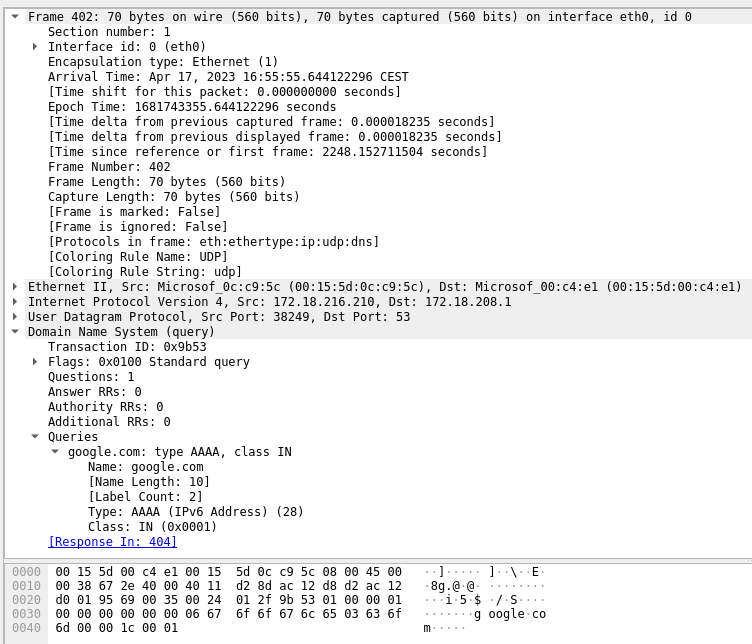 Frame 402: 70 bytes on wire (560 bits), 70 bytes captured (560 bits) on interface eth0, id 0
Section number: 1
Interface id: 0 (eth0)
Encapsulation type: Ethernet (1)
Arrival Time: Apr 17, 2023 16:55:55.644122296 CEST
[Time shift for this packet: 0.000000000 seconds]
Epoch Time: 1681743355.644122296 seconds
[Time delta from previous captured frame: 0.000018235 seconds]
[Time delta from previous displayed frame: 0.000018235 seconds]
[Time since reference or first frame: 2248.152711504 seconds]
Frame Number: 402
Frame Length: 70 bytes (560 bits)
Capture Length: 70 bytes (560 bits)
[Frame is marked: False]
[Frame is ignored: False]
[Protocols in frame: eth:ethertype:ip:udp:dns]
[Coloring Rule Name: UDP]
[Coloring Rule String: udp]
Ethernet II, Src: Microsof_0c:c9:5c (00:15:5d:0c:c9:5c), Dst: Microsof_00:c4:e1 (00:15:5d:00:c4:e1)
Internet Protocol Version 4, Src: 172.18.216.210, Dst: 172.18.208.1
User Datagram Protocol, Src Port: 38249, Dst Port: 53
Domain Name System (query)
Transaction ID: 0x9b53
Flags: 0x0100 Standard query
Questions: 1
Answer RRs: 0
Authority RRs: 0
Additional RRs: 0
Queries
google.com: type AAAA, class IN
Name: google.com
[Name Length: 10]
[Label Count: 2]
Type: AAAA (IPv6 Address) (28)
Class: IN (0x0001)
[Response In: 404]
0000 00 15 5d 00 c4 e1 00 15 5d 0c c9 5c 08 00 45 00 ··]····· ]··\··E·
0010 00 38 67 2e 40 00 40 11 d2 8d ac 12 d8 d2 ac 12 ·8g.@·@· ········
0020 d0 01 95 69 00 35 00 24 01 2f 9b 53 01 00 00 01 ···i·5·$ ·/·S····
0030 00 00 00 00 00 00 06 67 6f 6f 67 6c 65 03 63 6f ·······g oogle·co
0040 6d 00 00 1c 00 01 m·····